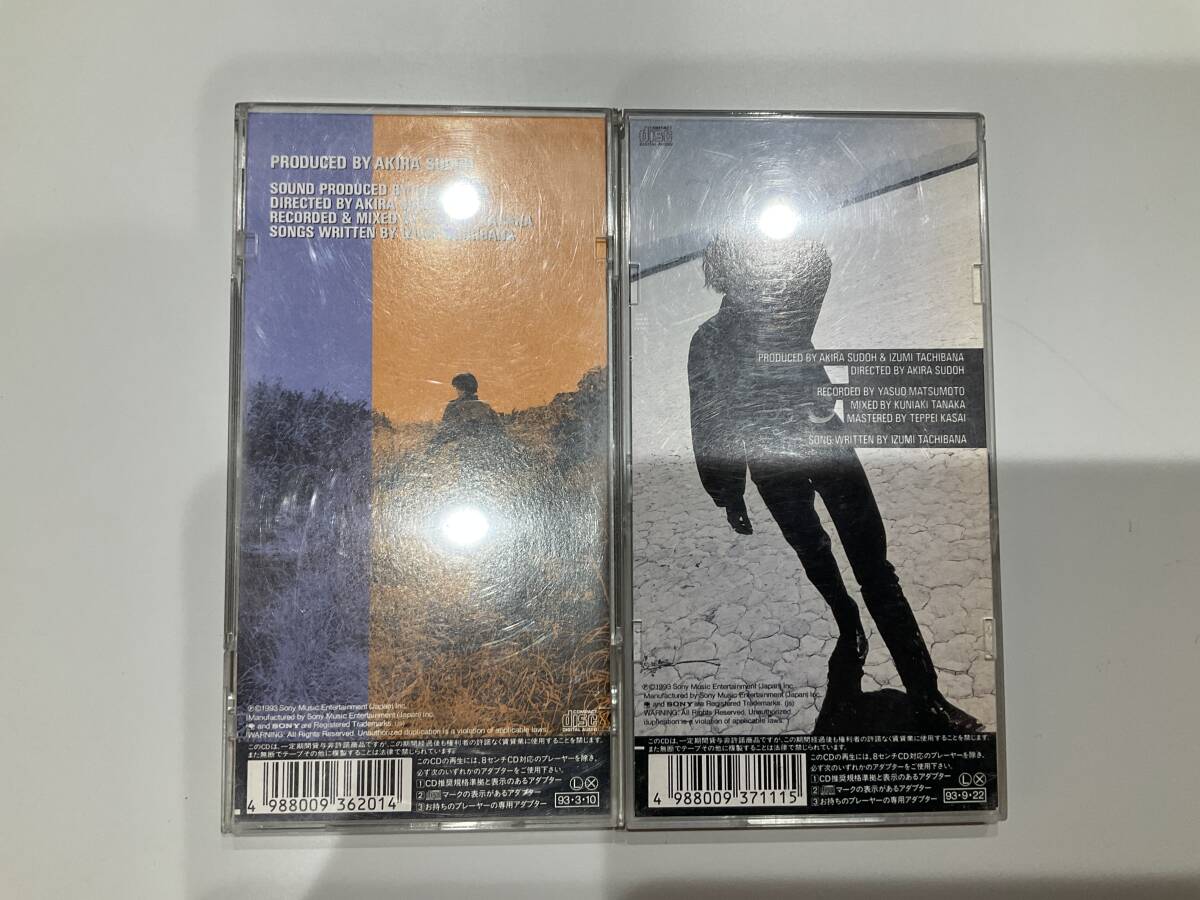 PRODUCED BY AKIRA SUDOH
SOUND PRODUCED BY
DIRECTED BY AKIRA
RECORDED & MIXED
SONGS WRITTEN BY
℗©1993 Sony Music Entertainment (Japan) Inc.
Manufactured by Sony Music Entertainment (Japan) Inc.
and SONY are Registered Trademarks. (js)
WARNING: All Rights Reserved. Unauthorized duplication is a violation of applicable laws.
COMPACT
disc
DIGITAL AUDIO
このCDは、一定期間貸与非許諾商品ですが、この期間経過後も権利者の許諾なく賃貸業に使用することを禁じます。
また無断でテープその他に複製することは法律で禁じられています。
このCDの再生には、8センチCD対応のプレーヤーを除き、
必ず次のいずれかのアダプターをご使用下さい。
1 CD推奨規格準拠と表示のあるアダプター
2 マークの表示があるアダプター
3 お持ちのプレーヤーの専用アダプター
L X
93・3・10
4 988009 362014
COMPACT
disc
DIGITAL AUDIO
PRODUCED BY AKIRA SUDOH & IZUMI TACHIBANA
DIRECTED BY AKIRA SUDOH
RECORDED BY YASUO MATSUMOTO
MIXED BY KUNIAKI TANAKA
MASTERED BY TEPPEI KASAI
SONG WRITTEN BY IZUMI TACHIBANA
℗©1993 Sony Music Entertainment (Japan) Inc.
Manufactured by Sony Music Entertainment (Japan) Inc.
and SONY are Registered Trademarks. (js)
WARNING: All Rights Reserved. Unauthorized
duplication is a violation of applicable laws.
このCDは、一定期間貸与非許諾商品ですが、この期間経過後も権利者の許諾なく賃貸業に使用することを禁じます。
また無断でテープその他に複製することは法律で禁じられています。
このCDの再生には、8センチCD対応のプレーヤーを除き、
必ず次のいずれかのアダプターをご使用下さい。
1 CD推奨規格準拠と表示のあるアダプター
2 マークの表示があるアダプター
3 お持ちのプレーヤーの専用アダプター
L X
93・9・22
4 988009 371115